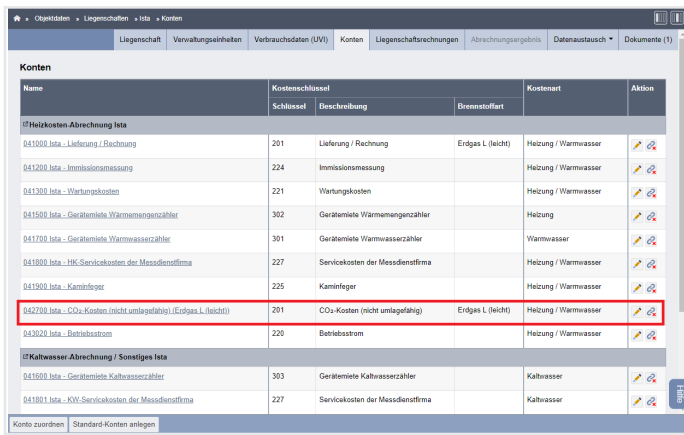 » Objektdaten » Liegenschaften » Ista » Konten
Liegenschaft Verwaltungseinheiten Verbrauchsdaten (UVI) Konten Liegenschaftsrechnungen Abrechnungsergebnis Datenaustausch Dokumente (1)
Konten
Name Kostenschlüssel Kostenart Aktion
Schlüssel Beschreibung Brennstoffart
Heizkosten-Abrechnung Ista
041000 Ista - Lieferung / Rechnung 201 Lieferung / Rechnung Erdgas L (leicht) Heizung / Warmwasser
041200 Ista - Immissionsmessung 224 Immissionsmessung Heizung / Warmwasser
041300 Ista - Wartungskosten 221 Wartungskosten Heizung / Warmwasser
041500 Ista - Gerätemiete Wärmemengenzähler 302 Gerätemiete Wärmemengenzähler Heizung
041700 Ista - Gerätemiete Warmwasserzähler 301 Gerätemiete Warmwasserzähler Warmwasser
041800 Ista - HK-Servicekosten der Messdienstfirma 227 Servicekosten der Messdienstfirma Heizung / Warmwasser
041900 Ista - Kaminfeger 225 Kaminfeger Heizung / Warmwasser
042700 Ista - CO₂-Kosten (nicht umlagefähig) (Erdgas L (leicht)) 201 CO₂-Kosten (nicht umlagefähig) Erdgas L (leicht) Heizung / Warmwasser
043020 Ista - Betriebsstrom 220 Betriebsstrom Heizung / Warmwasser
Kaltwasser-Abrechnung / Sonstiges Ista
041600 Ista - Gerätemiete Kaltwasserzähler 303 Gerätemiete Kaltwasserzähler Kaltwasser
041801 Ista - KW-Servicekosten der Messdienstfirma 227 Servicekosten der Messdienstfirma Kaltwasser
Hilfe
Konto zuordnen Standard-Konten anlegen